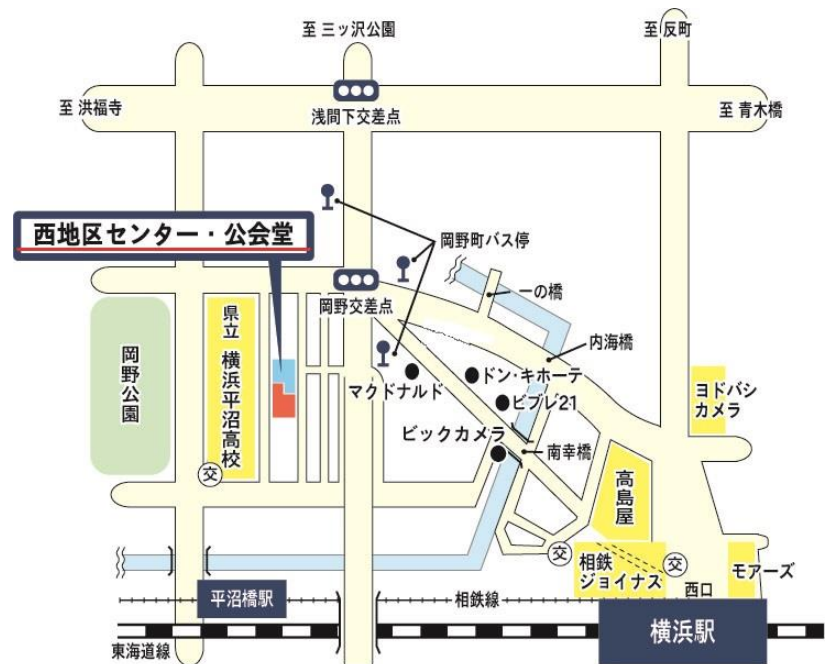 至 三ッ沢公園
至 反町
至 洪福寺
浅間下交差点
至 青木橋
西地区センター・公会堂
岡野町バス停
一の橋
岡野交差点
内海橋
岡野公園
県立
横浜平沼高校
マクドナルド
ドン・キホーテ
ビブレ21
ヨドバシ
カメラ
ビックカメラ
南幸橋
高島屋
交
交
相鉄
ジョイナス
交
モアーズ
西口
平沼橋駅
相鉄線
横浜駅
東海道線